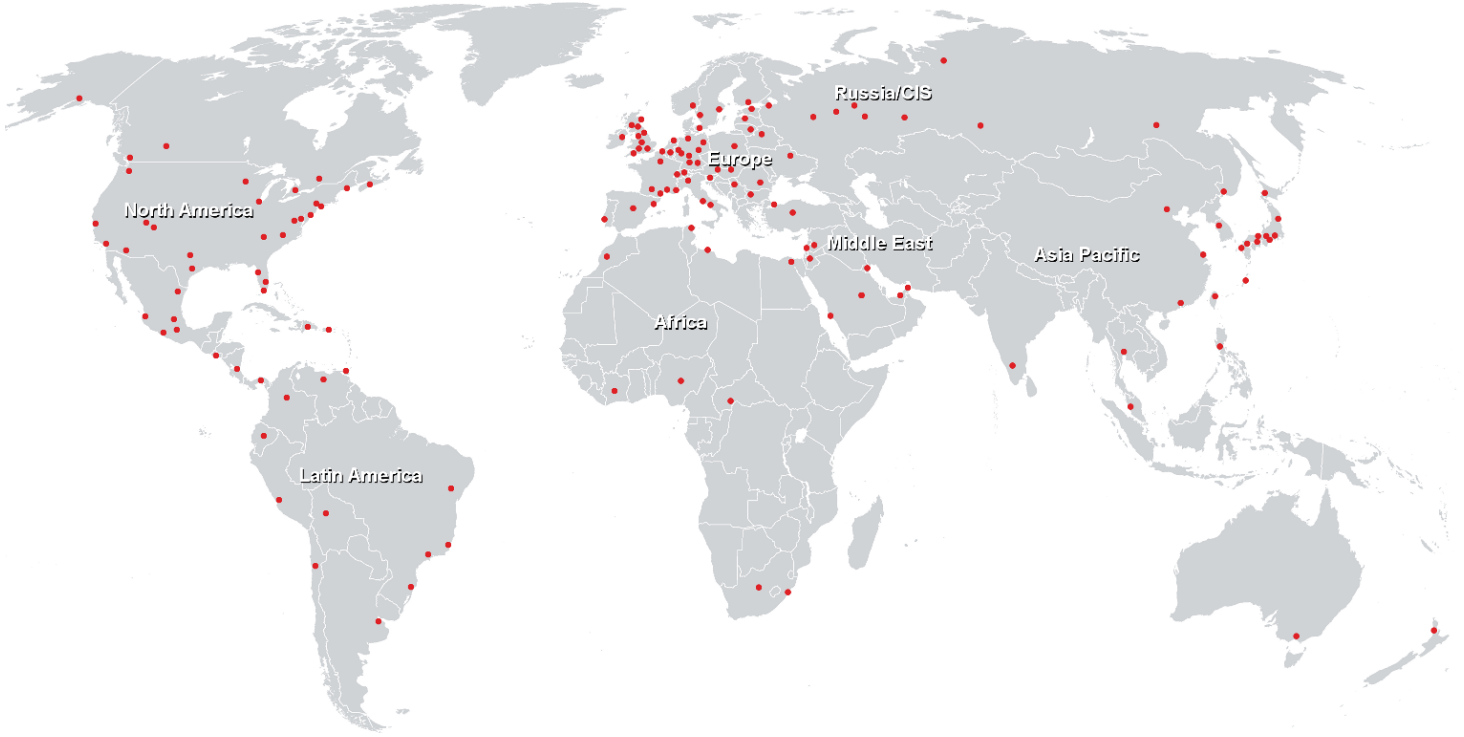 Russia/CIS
Europe
North America
Middle East
Asia Pacific
Africa
Latin America